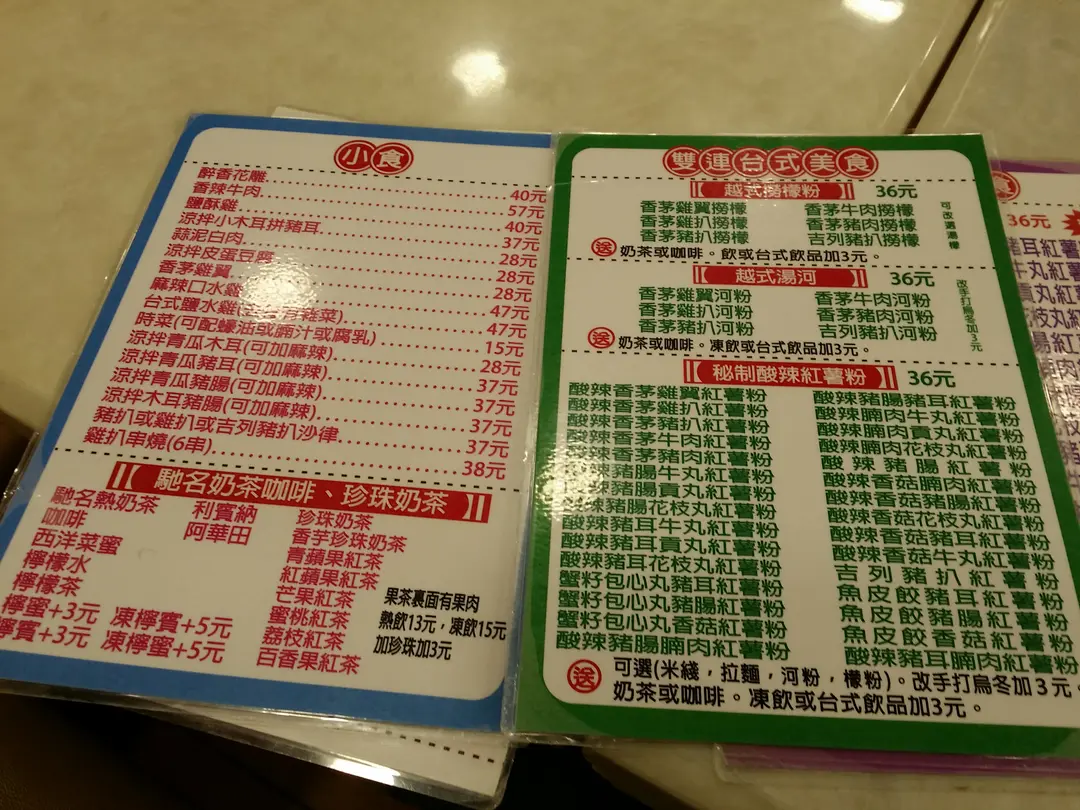 小食
醉香花雕 40元
香辣牛肉 57元
鹽酥雞 40元
涼拌小木耳拼豬耳 37元
蒜泥白肉 28元
涼拌皮蛋豆腐 28元
香茅雞翼 28元
麻辣口水雞 47元
台式鹽水雞 雜菜) 47元
時菜(可配蠔油或腩汁或腐乳) 15元
涼拌青瓜木耳(可加麻辣) 28元
涼拌青瓜豬耳(可加麻辣) 37元
涼拌青瓜豬腸(可加麻辣) 37元
涼拌木耳豬腸(可加麻辣) 37元
豬扒或雞扒或吉列豬扒沙律 37元
雞扒串燒(6串) 38元
馳名奶茶咖啡、珍珠奶茶
馳名熱奶茶
咖啡
西洋菜蜜
檸檬水
檸檬茶
檸蜜+3元 凍檸賓+5元
檸賓+3元 凍檸蜜+5元
利賓納
阿華田
珍珠奶茶
香芋珍珠奶茶
青蘋果紅茶
紅蘋果紅茶
芒果紅茶
蜜桃紅茶
荔枝紅茶
百香果紅茶
果茶裏面有果肉
熱飲13元，凍飲15元
加珍珠加3元
雙連台式美食
越式撈檬粉 36元
香茅雞翼撈檬 香茅牛肉撈檬
香茅雞扒撈檬 香茅豬肉撈檬
香茅豬扒撈檬 吉列豬扒撈檬
可改湯檬
送 奶茶或咖啡。飲或台式飲品加3元。
越式湯河 36元
香茅雞翼河粉 香茅牛肉河粉
香茅雞扒河粉 香茅豬肉河粉
香茅豬扒河粉 吉列豬扒河粉
改手打烏冬加3元
送 奶茶或咖啡。凍飲或台式飲品加3元。
秘制酸辣紅薯粉 36元
酸辣香茅雞翼紅薯粉 酸辣豬腸豬耳紅薯粉
酸辣香茅雞扒紅薯粉 酸辣腩肉牛丸紅薯粉
酸辣香茅豬扒紅薯粉 酸辣腩肉貢丸紅薯粉
酸辣香茅牛肉紅薯粉 酸辣腩肉花枝丸紅薯粉
酸辣香茅豬肉紅薯粉 酸辣豬腸紅薯粉
酸辣豬腸牛丸紅薯粉 酸辣香菇腩肉紅薯粉
酸辣豬腸貢丸紅薯粉 酸辣香菇豬腸紅薯粉
酸辣豬腸花枝丸紅薯粉 酸辣香菇花枝丸紅薯粉
酸辣豬耳牛丸紅薯粉 酸辣香菇豬耳紅薯粉
酸辣豬耳貢丸紅薯粉 酸辣香菇牛丸紅薯粉
酸辣豬耳花枝丸紅薯粉 吉列豬扒紅薯粉
蟹籽包心丸豬耳紅薯粉 魚皮餃豬耳紅薯粉
蟹籽包心丸豬腸紅薯粉 魚皮餃豬腸紅薯粉
蟹籽包心丸香菇紅薯粉 魚皮餃香菇紅薯粉
酸辣豬腸腩肉紅薯粉 酸辣豬耳腩肉紅薯粉
送 可選(米綫，拉麵，河粉，檬粉)。改手打烏冬加3元。
奶茶或咖啡。凍飲或台式飲品加3元。
食
36元
豬耳紅薯
牛丸紅薯
貢丸紅薯